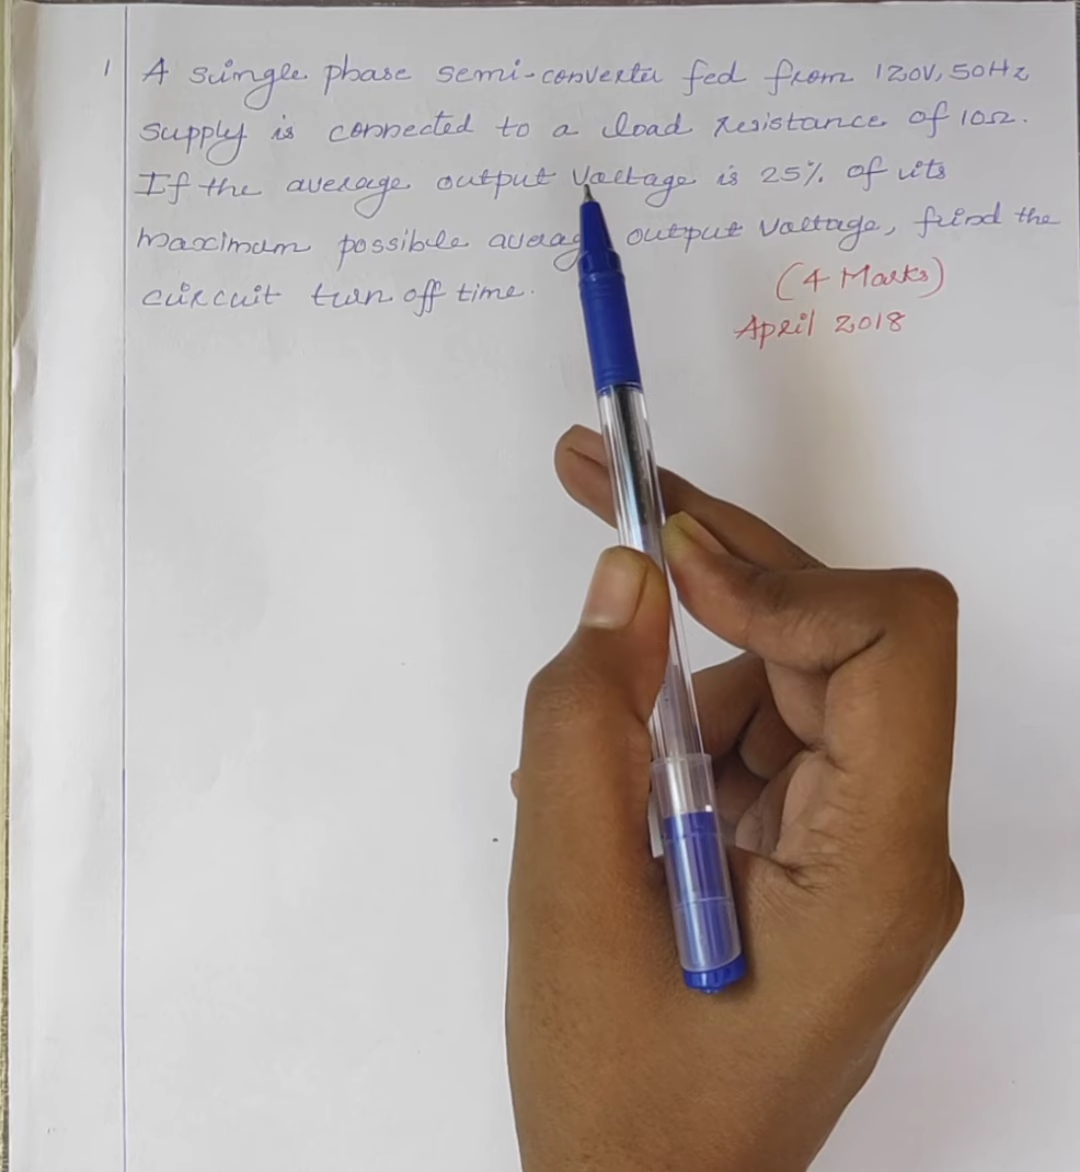 1 A single phase semi-converter fed from 120V, 50Hz
supply is connected to a load resistance of 10Ω.
If the average output voltage is 25% of its
maximum possible average output voltage, find the
circuit turn off time.
(4 Marks)
April 2018